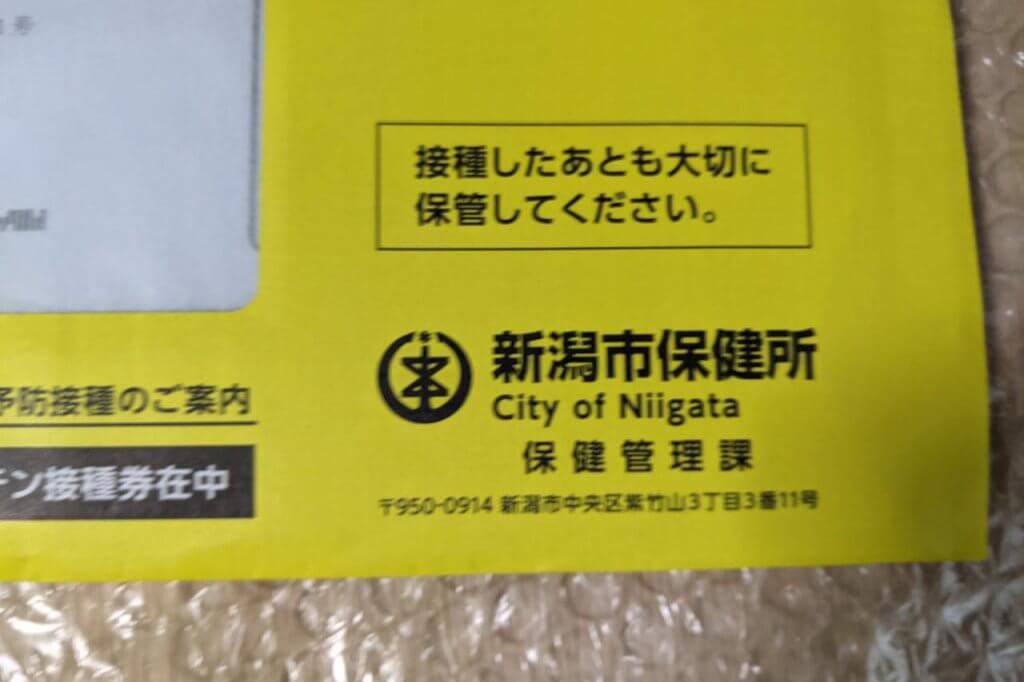 号
接種したあとも大切に
保管してください。
新潟市保健所
City of Niigata
予防接種のご案内
保健管理課
チン接種券在中
〒950-0914 新潟市中央区紫竹山3丁目3番11号